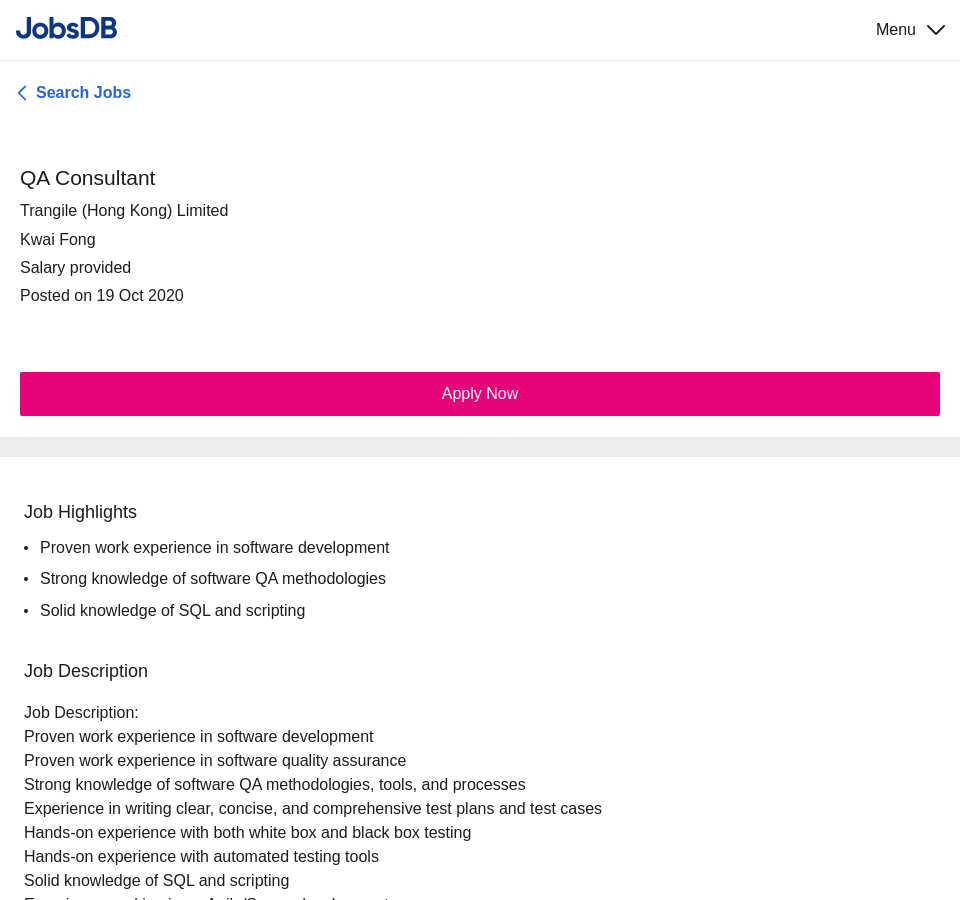 JobsDB
Menu
Search Jobs
QA Consultant
Trangile (Hong Kong) Limited
Kwai Fong
Salary provided
Posted on 19 Oct 2020
Apply Now
Job Highlights
• Proven work experience in software development
• Strong knowledge of software QA methodologies
• Solid knowledge of SQL and scripting
Job Description
Job Description:
Proven work experience in software development
Proven work experience in software quality assurance
Strong knowledge of software QA methodologies, tools, and processes
Experience in writing clear, concise, and comprehensive test plans and test cases
Hands-on experience with both white box and black box testing
Hands-on experience with automated testing tools
Solid knowledge of SQL and scripting